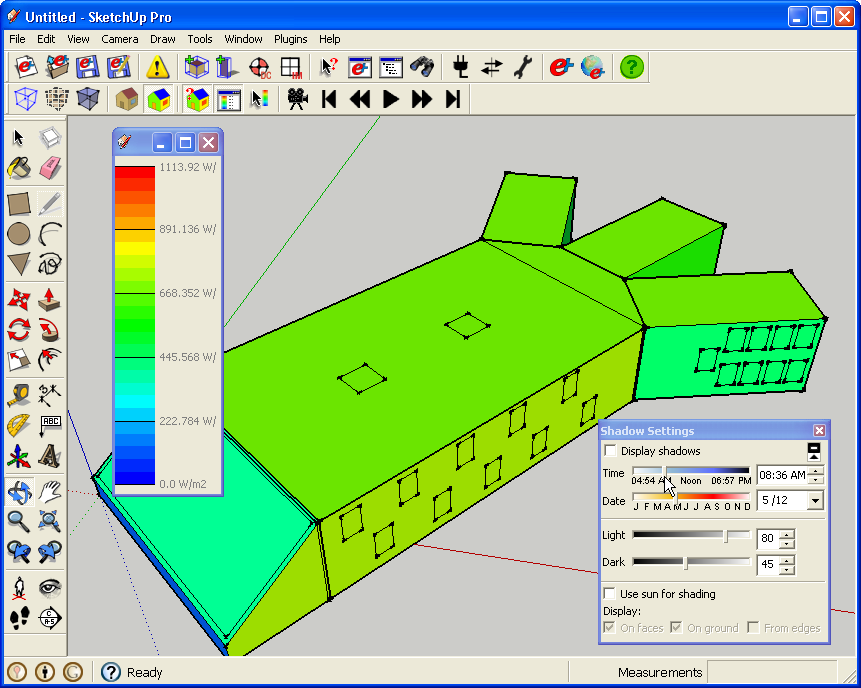 Untitled - SketchUp Pro
File Edit View Camera Draw Tools Window Plugins Help
1113.92 W/
891.136 W/
668.352 W/
445.568 W/
222.784 W/
0.0 W/m2
ABC
Shadow Settings
Display shadows
Time 08:36 AM
04:54 AM Noon 06:57 PM
Date 5 /12
J F M A M J J A S O N D
Light 80
Dark 45
Use sun for shading
Display:
On faces On ground From edges
Ready Measurements